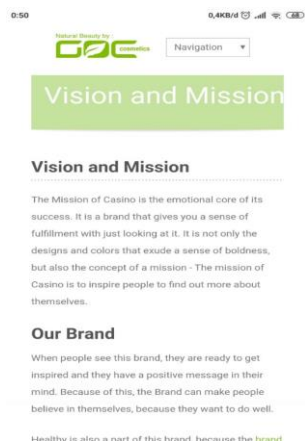 0:50
0,4KB/d
Natural Beauty by :
GOC cosmetics
Navigation
Vision and Mission
Vision and Mission
The Mission of Casino is the emotional core of its
success. It is a brand that gives you a sense of
fulfillment with just looking at it. It is not only the
designs and colors that exude a sense of boldness,
but also the concept of a mission - The mission of
Casino is to inspire people to find out more about
themselves.
Our Brand
When people see this brand, they are ready to get
inspired and they have a positive message in their
mind. Because of this, the Brand can make people
believe in themselves, because they want to do well.
Healthy is also a part of this brand, because the brand